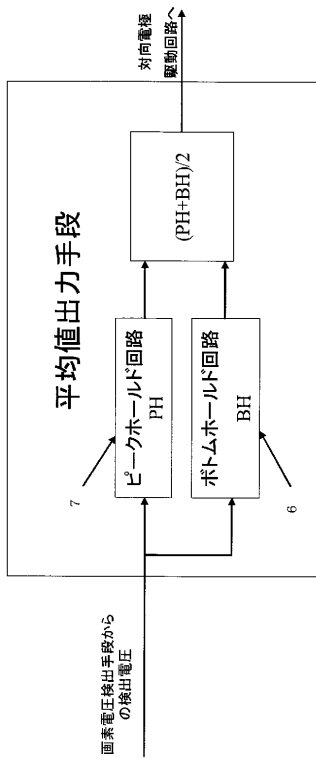 平均値出力手段
画素電圧検出手段から
の検出電圧
7
ピークホールド回路
PH
ボトムホールド回路
BH
6
(PH+BH)/2
対向電極
駆動回路へ